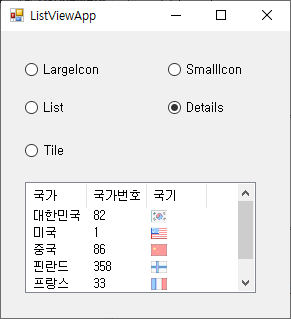 ListViewApp
LargeIcon SmallIcon
List Details
Tile
국가 국가번호 국기
대한민국 82
미국 1
중국 86
핀란드 358
프랑스 33